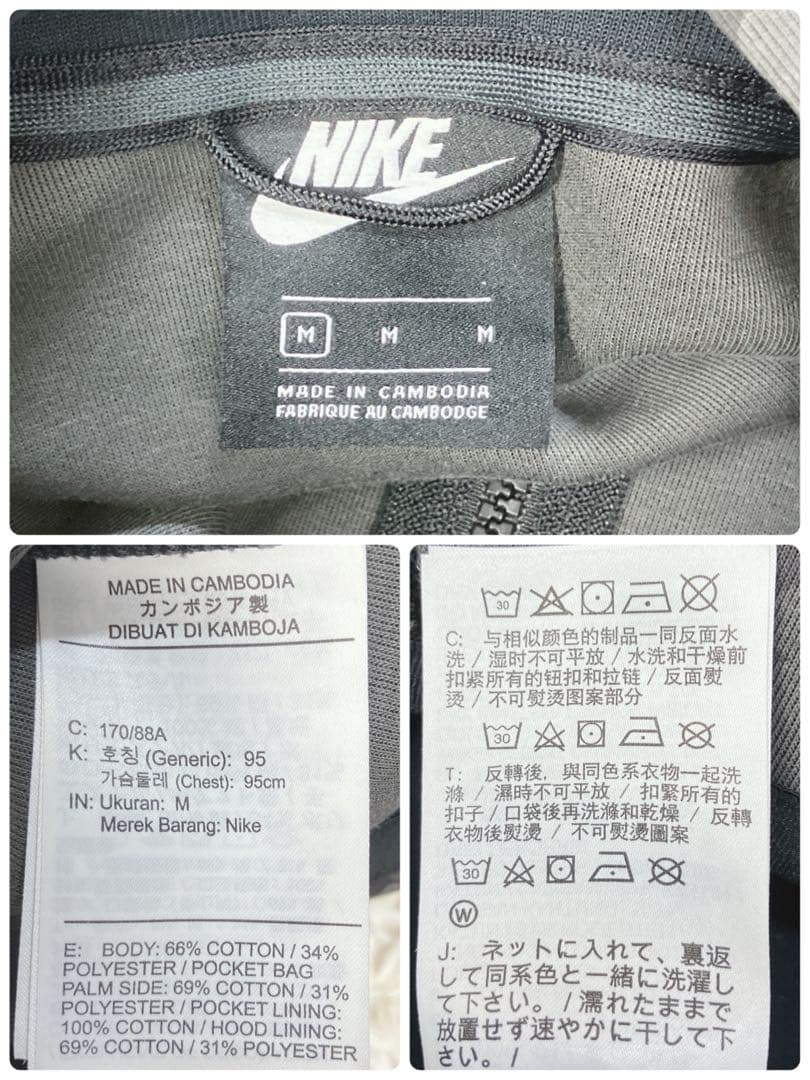 NIKE
M M M
MADE IN CAMBODIA
FABRIQUE AU CAMBODGE
MADE IN CAMBODIA
カンボジア製
DIBUAT DI KAMBOJA
C: 170/88A
K: 호칭 (Generic): 95
가슴둘레 (Chest): 95cm
IN: Ukuran: M
Merek Barang: Nike
E: BODY: 66% COTTON / 34%
POLYESTER / POCKET BAG
PALM SIDE: 69% COTTON / 31%
POLYESTER / POCKET LINING:
100% COTTON / HOOD LINING:
69% COTTON / 31% POLYESTER
30
C: 与相似颜色的制品一同反面水
洗 / 湿时不可平放 / 水洗和干燥前
扣紧所有的钮扣和拉链 / 反面熨
烫 / 不可熨烫图案部分
30
T: 反轉後，與同色系衣物一起洗
滌 / 濕時不可平放 / 扣緊所有的
扣子 / 口袋後再洗滌和乾燥 / 反轉
衣物後熨燙 / 不可熨燙圖案
30
W
J: ネットに入れて、裏返
して同系色と一緒に洗濯し
て下さい。 / 濡れたままで
放置せず速やかに干して下
さい。 /